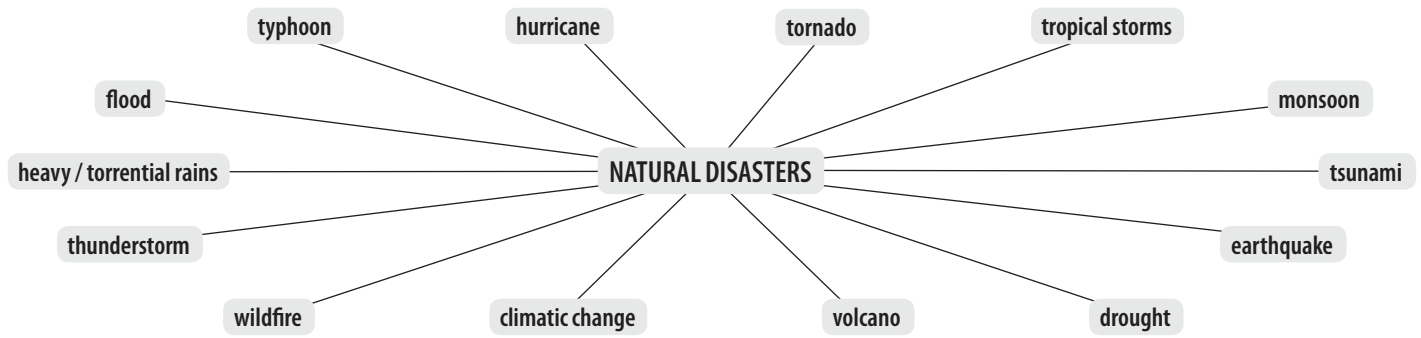 typhoon
hurricane
tornado
tropical storms
flood
monsoon
heavy / torrential rains
NATURAL DISASTERS
tsunami
thunderstorm
earthquake
wildfire
climatic change
volcano
drought